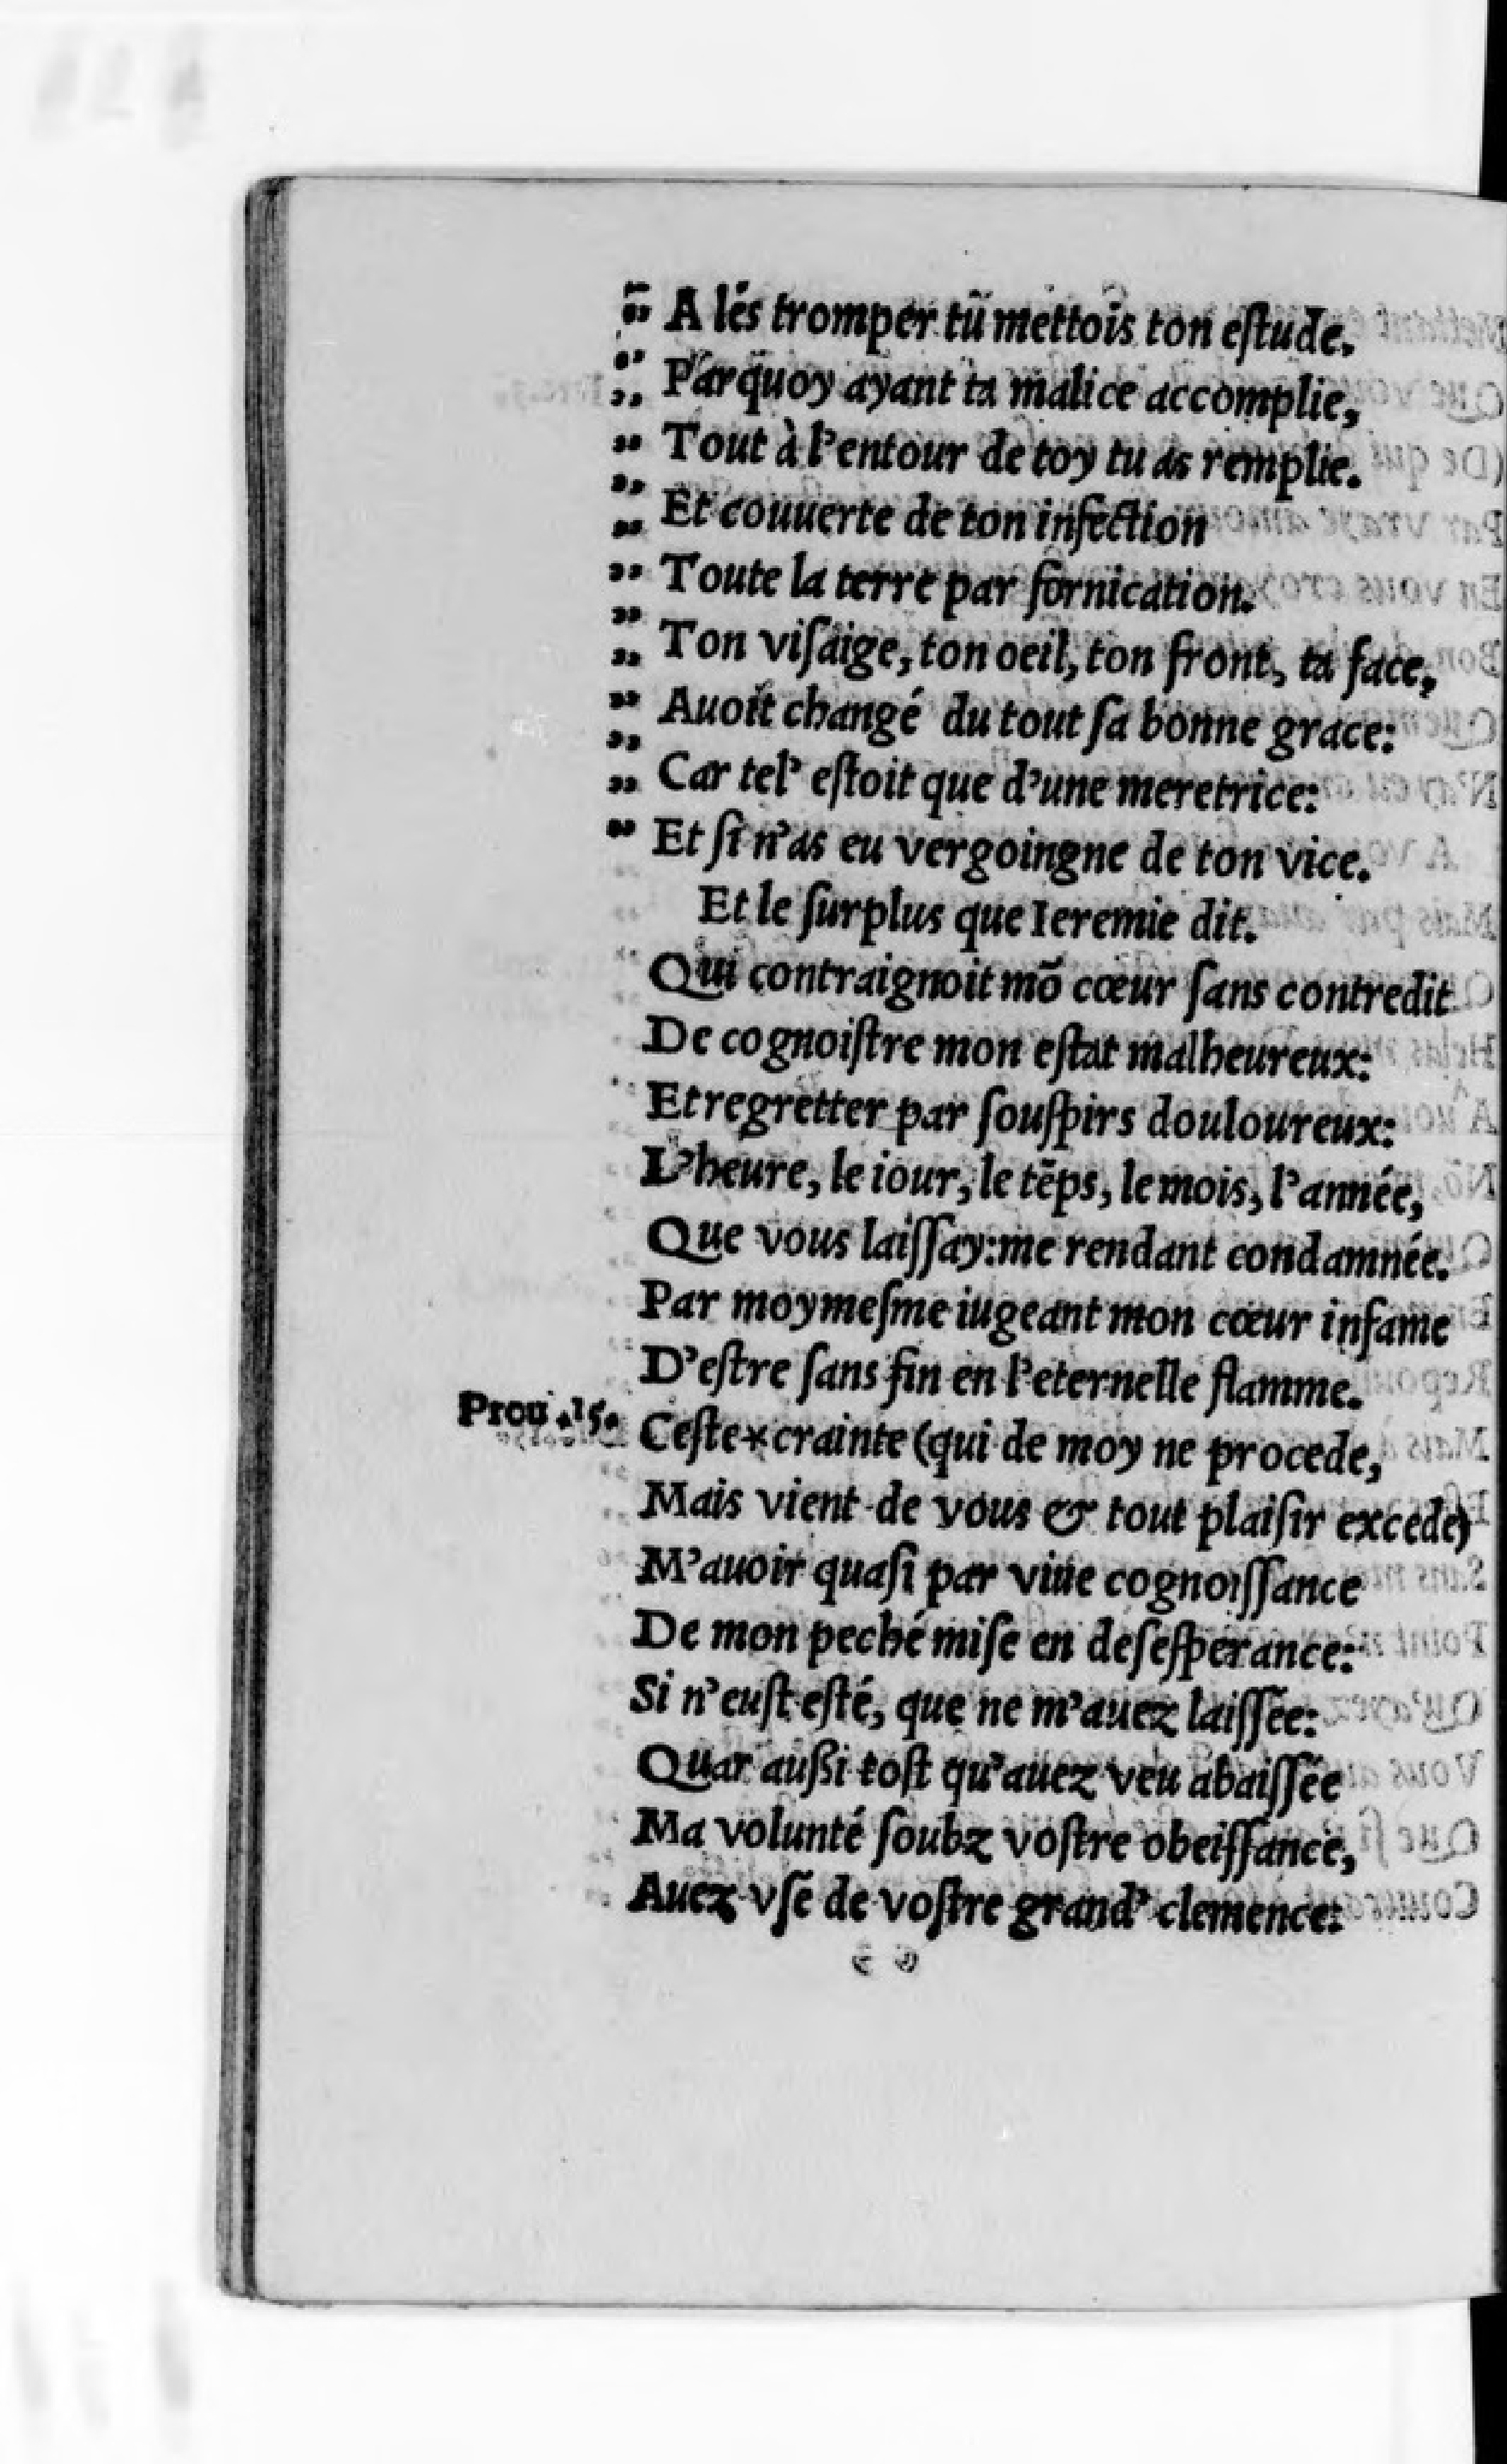 „ A les tromper tu mettois ton eſtude.
„ Parquoy ayant ta malice accomplie,
„ Tout à l'entour de toy tu as remplie.
„ Et couuerte de ton infection
„ Toute la terre par fornication.
„ Ton viſaige, ton oeil, ton front, ta face,
„ Auoit changé du tout ſa bonne grace:
„ Car tel' eſtoit que d'une meretrice:
„ Et ſi n'as eu vergoingne de ton vice.
Et le ſurplus que Ieremie dit.
Qui contraignoit mō cœur ſans contredit
De cognoiſtre mon eſtat malheureux:
Et regretter par ſouſpirs douloureux:
L'heure, le iour, le tēps, le mois, l'année,
Que vous laiſſay: me rendant condamnée.
Par moymeſme iugeant mon cœur infame
D'eſtre ſans fin en l'eternelle flamme.
Prou .15. Ceſte* crainte (qui de moy ne procede,
Mais vient de vous & tout plaiſir excede)
M'auoir quaſi par viue cognoiſſance
De mon peché miſe en deſeſperance:
Si n'euſt eſté, que ne m'auez laiſſée:
Quar außi toſt qu'auez veu abaiſſée
Ma volunté ſoubz voſtre obeiſſance,
Auez vſé de voſtre grand' clemence: